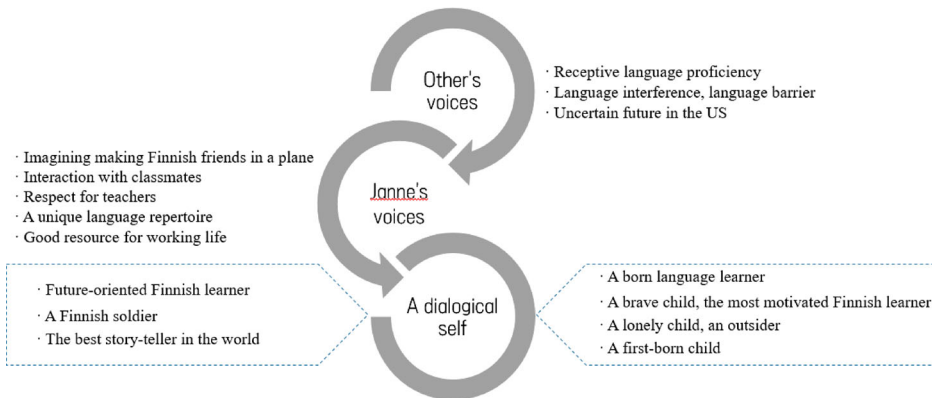 Other's
voices
· Receptive language proficiency
· Language interference, language barrier
· Uncertain future in the US
· Imagining making Finnish friends in a plane
· Interaction with classmates
· Respect for teachers
· A unique language repertoire
· Good resource for working life
Janne's
voices
· Future-oriented Finnish learner
· A Finnish soldier
· The best story-teller in the world
A dialogical
self
· A born language learner
· A brave child, the most motivated Finnish learner
· A lonely child, an outsider
· A first-born child